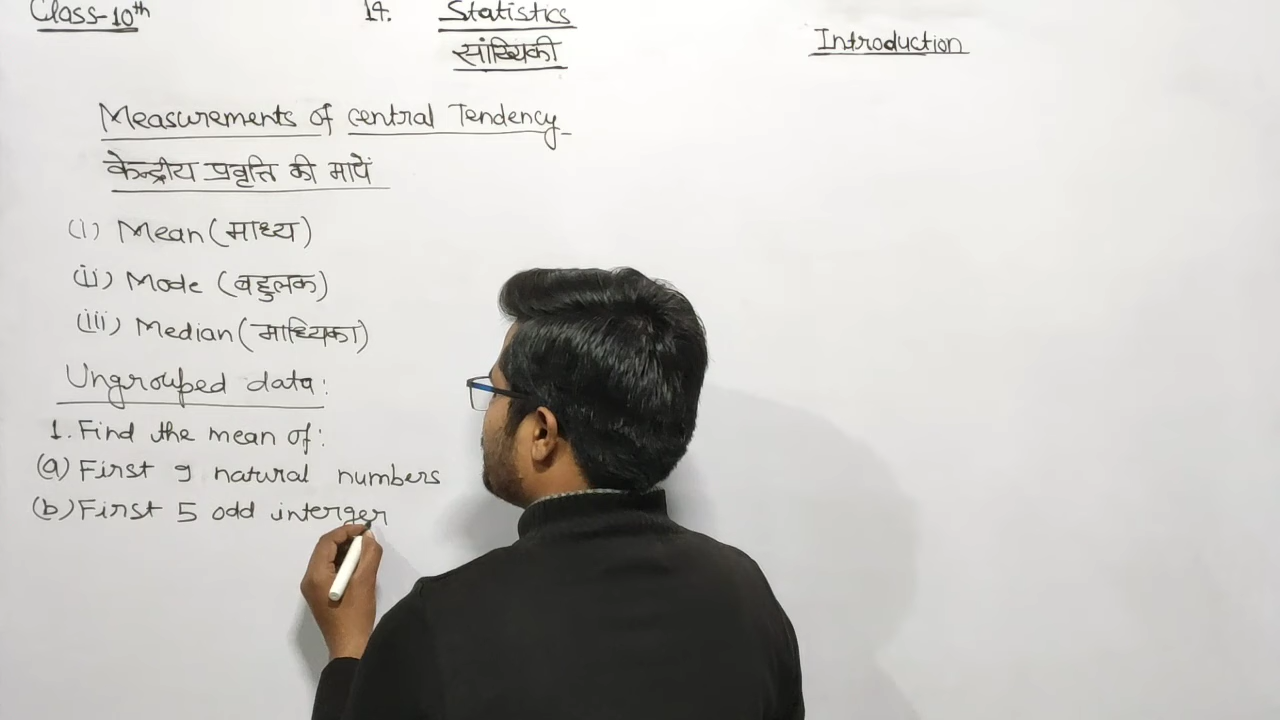 Class-10th 14. Statistics
सांख्यिकी
Introduction
Measurements of central Tendency
केन्द्रीय प्रवृत्ति की मापें
(i) Mean (माध्य)
(ii) Mode (बहुलक)
(iii) Median (माध्यिका)
Ungrouped data:
1. Find the mean of:
(a) First 9 natural numbers
(b) First 5 odd interger